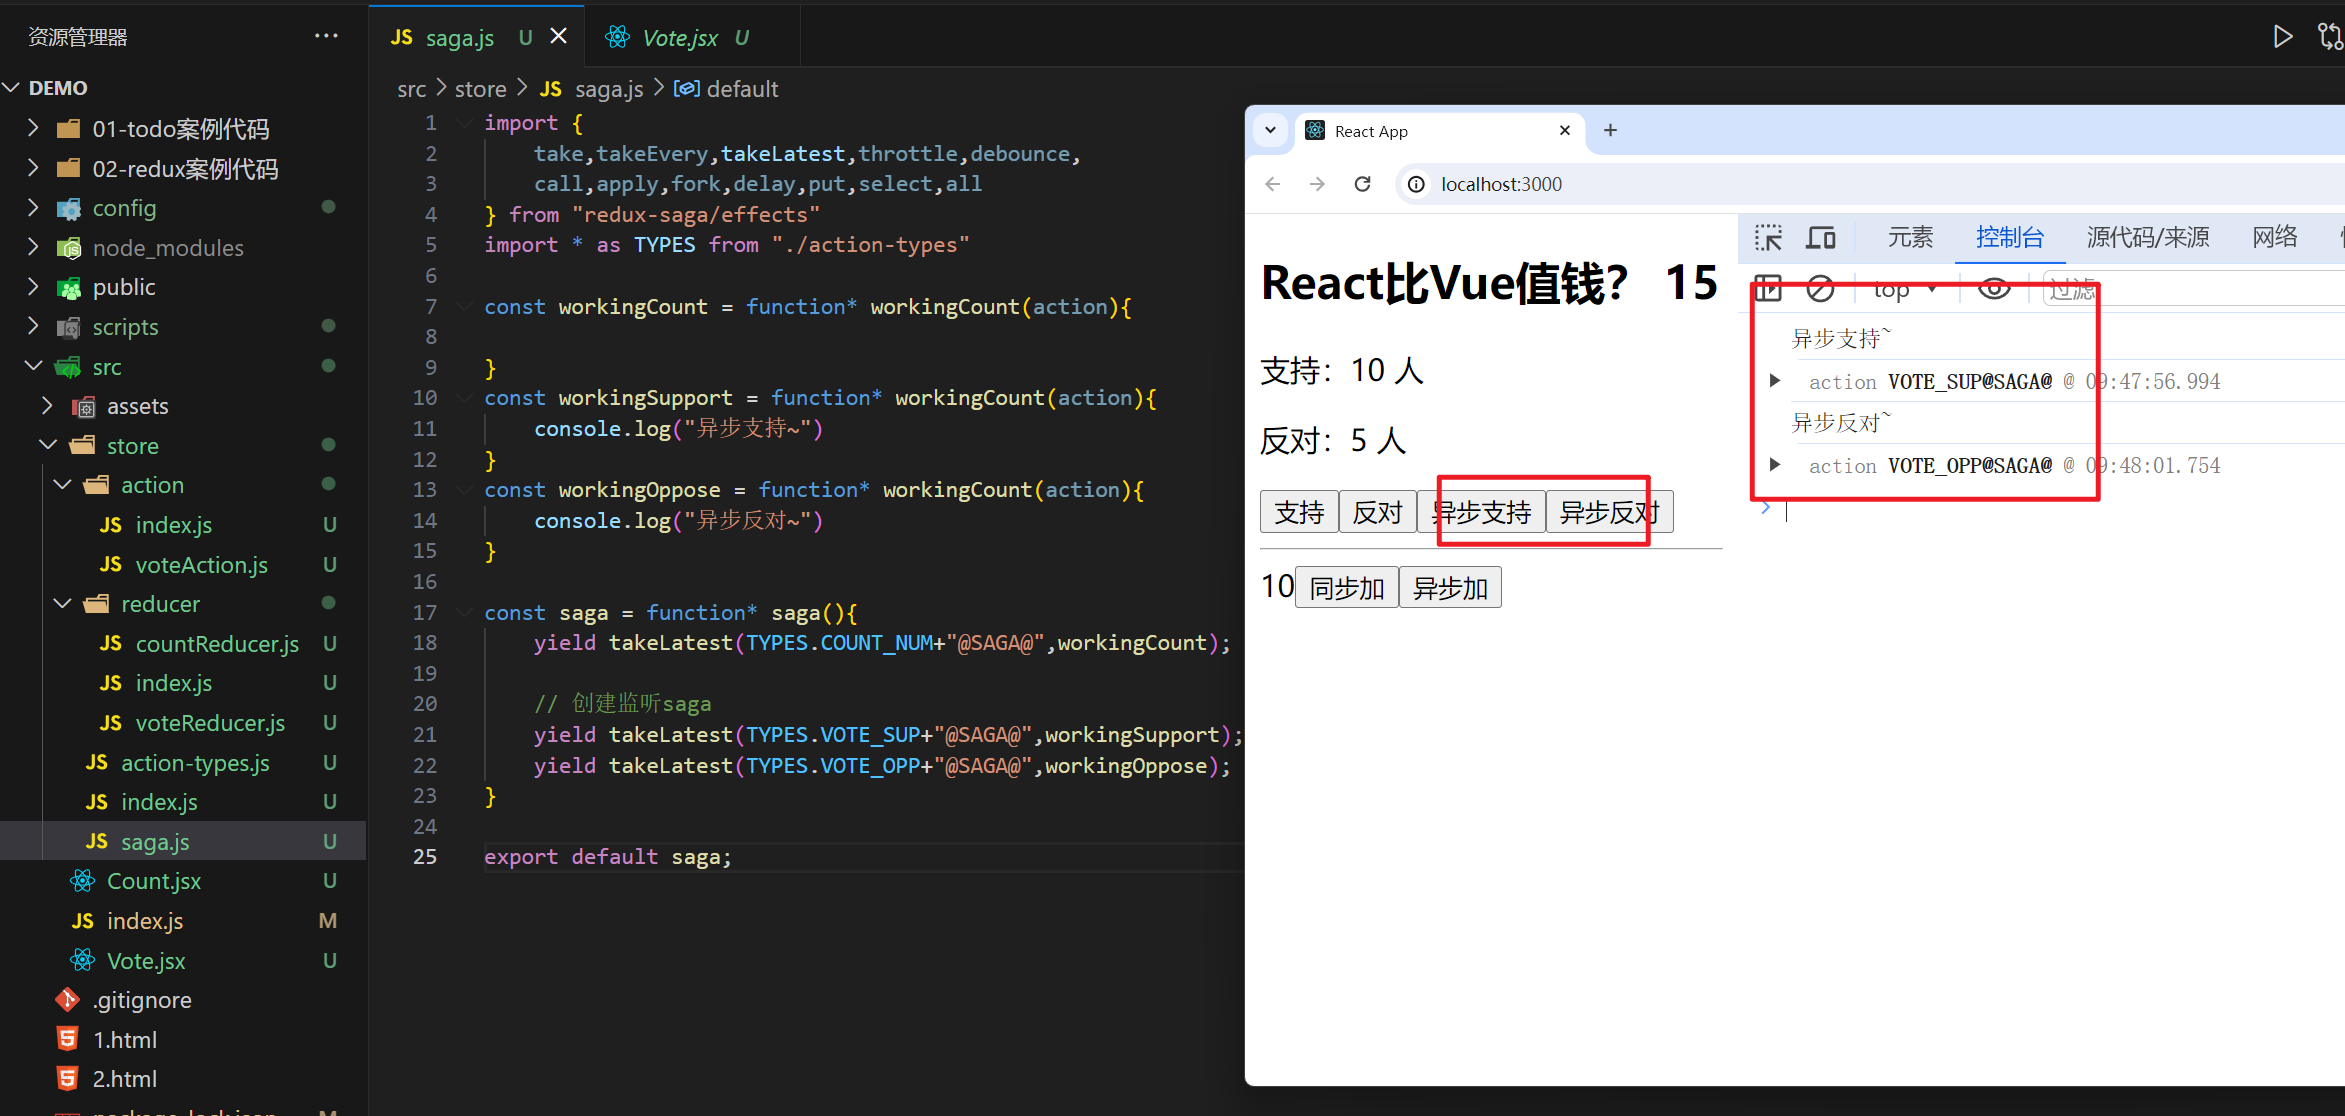 资源管理器 ···
DEMO
01-todo案例代码
02-redux案例代码
config
node_modules
public
scripts
src
assets
store
action
index.js U
voteAction.js U
reducer
countReducer.js U
index.js U
voteReducer.js U
action-types.js U
index.js U
saga.js U
Count.jsx U
index.js M
Vote.jsx U
.gitignore
1.html
2.html
JS saga.js U
Vote.jsx U
src > store > JS saga.js > default
1 import {
2 take,takeEvery,takeLatest,throttle,debounce,
3 call,apply,fork,delay,put,select,all
4 } from "redux-saga/effects"
5 import * as TYPES from "./action-types"
6
7 const workingCount = function* workingCount(action){
8
9 }
10 const workingSupport = function* workingCount(action){
11 console.log("异步支持~")
12 }
13 const workingOppose = function* workingCount(action){
14 console.log("异步反对~")
15 }
16
17 const saga = function* saga(){
18 yield takeLatest(TYPES.COUNT_NUM+"@SAGA@",workingCount);
19
20 // 创建监听saga
21 yield takeLatest(TYPES.VOTE_SUP+"@SAGA@",workingSupport);
22 yield takeLatest(TYPES.VOTE_OPP+"@SAGA@",workingOppose);
23 }
24
25 export default saga;
React App
localhost:3000
React比Vue值钱？ 15
支持：10 人
反对：5 人
支持 反对 异步支持 异步反对
10 同步加 异步加
元素 控制台 源代码/来源 网络
top 过滤
异步支持~
action VOTE_SUP@SAGA@ @ 09:47:56.994
异步反对~
action VOTE_OPP@SAGA@ @ 09:48:01.754